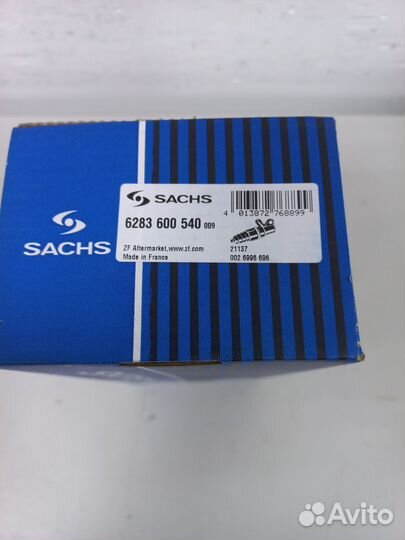 SACHS
SACHS
6283 600 540 009
ZF Aftermarket,www.zf.com
Made in France
4 013872 768899
21137
002 6996 696
Avito